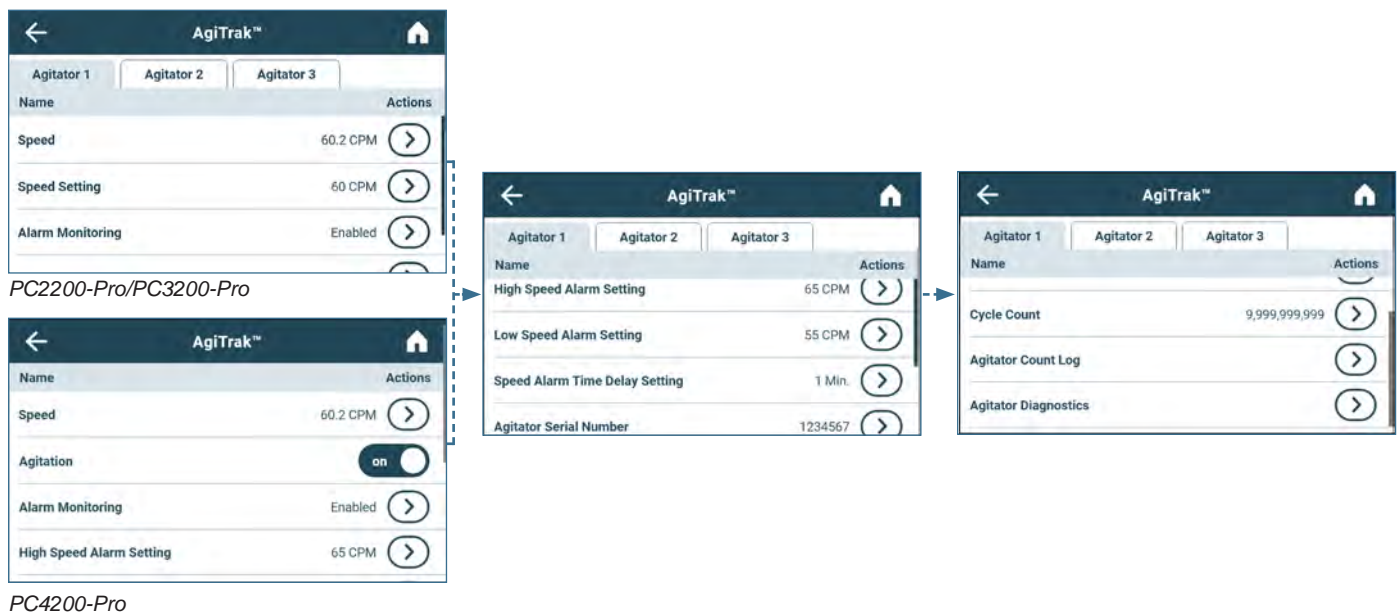 AgiTrak™
Agitator 1 Agitator 2 Agitator 3
Name Actions
Speed 60.2 CPM
Speed Setting 60 CPM
Alarm Monitoring Enabled
PC2200-Pro/PC3200-Pro
AgiTrak™
Name Actions
Speed 60.2 CPM
Agitation on
Alarm Monitoring Enabled
High Speed Alarm Setting 65 CPM
PC4200-Pro
AgiTrak™
Agitator 1 Agitator 2 Agitator 3
Name Actions
High Speed Alarm Setting 65 CPM
Low Speed Alarm Setting 55 CPM
Speed Alarm Time Delay Setting 1 Min.
Agitator Serial Number 1234567
AgiTrak™
Agitator 1 Agitator 2 Agitator 3
Name Actions
Cycle Count 9,999,999,999
Agitator Count Log
Agitator Diagnostics